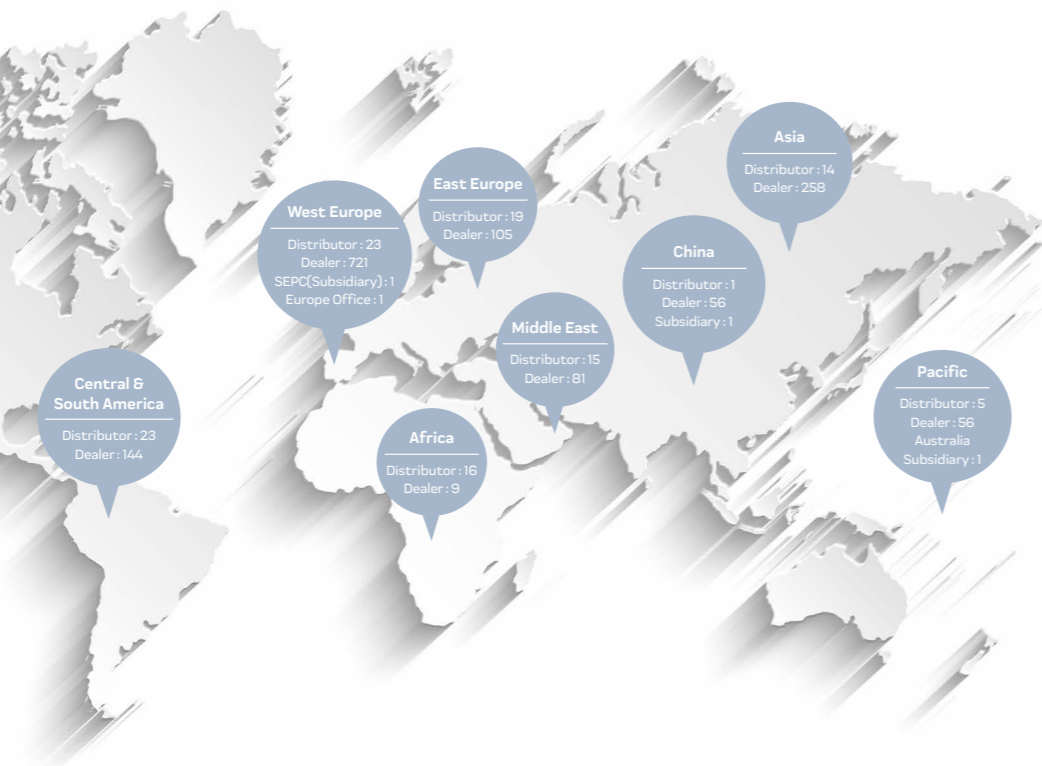 Asia
Distributor : 14
Dealer : 258
East Europe
Distributor : 19
Dealer : 105
West Europe
Distributor : 23
Dealer : 721
SEPC(Subsidiary) : 1
Europe Office : 1
China
Distributor : 1
Dealer : 56
Subsidiary : 1
Middle East
Distributor : 15
Dealer : 81
Central &
South America
Distributor : 23
Dealer : 144
Pacific
Distributor : 5
Dealer : 56
Australia
Subsidiary : 1
Africa
Distributor : 16
Dealer : 9